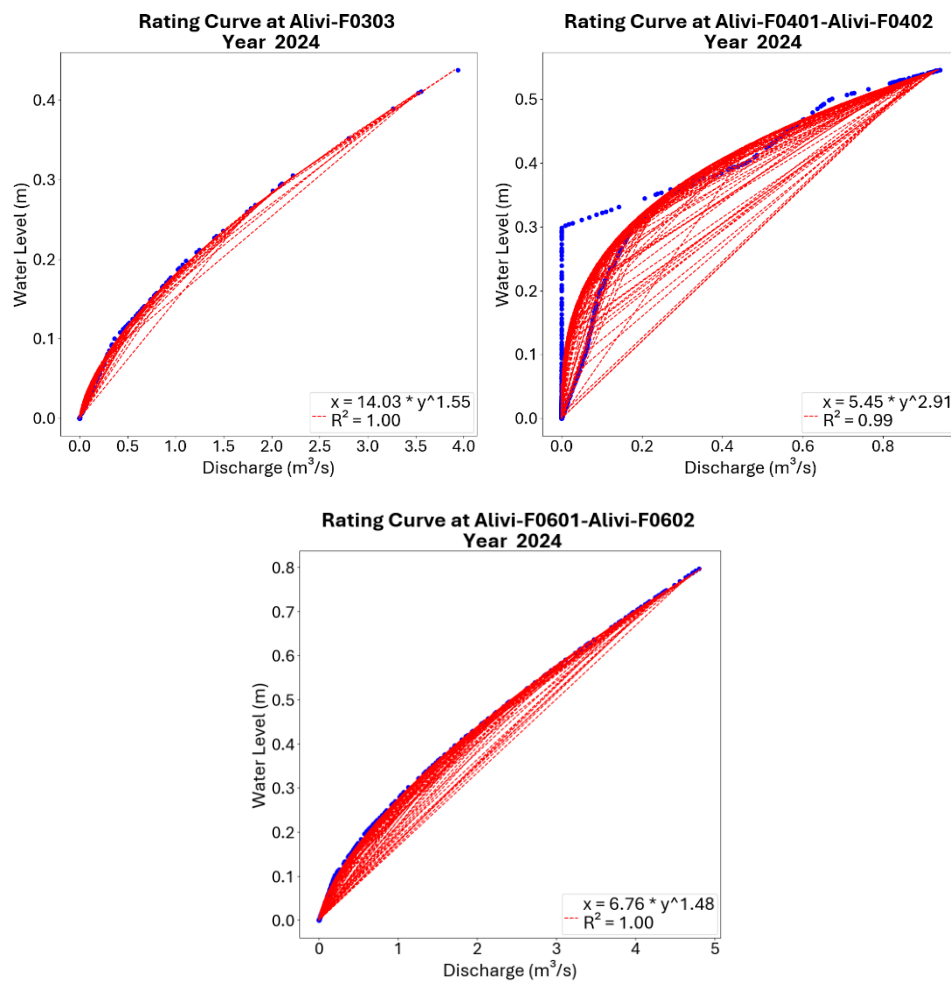 Rating Curve at Alivi-F0303
Year 2024
Water Level (m)
0.4
0.3
0.2
0.1
0.0
0.0 0.5 1.0 1.5 2.0 2.5 3.0 3.5 4.0
Discharge (m³/s)
x = 14.03 * y^1.55
R² = 1.00
Rating Curve at Alivi-F0401-Alivi-F0402
Year 2024
Water Level (m)
0.5
0.4
0.3
0.2
0.1
0.0
0.0 0.2 0.4 0.6 0.8
Discharge (m³/s)
x = 5.45 * y^2.91
R² = 0.99
Rating Curve at Alivi-F0601-Alivi-F0602
Year 2024
Water Level (m)
0.8
0.7
0.6
0.5
0.4
0.3
0.2
0.1
0.0
0 1 2 3 4 5
Discharge (m³/s)
x = 6.76 * y^1.48
R² = 1.00